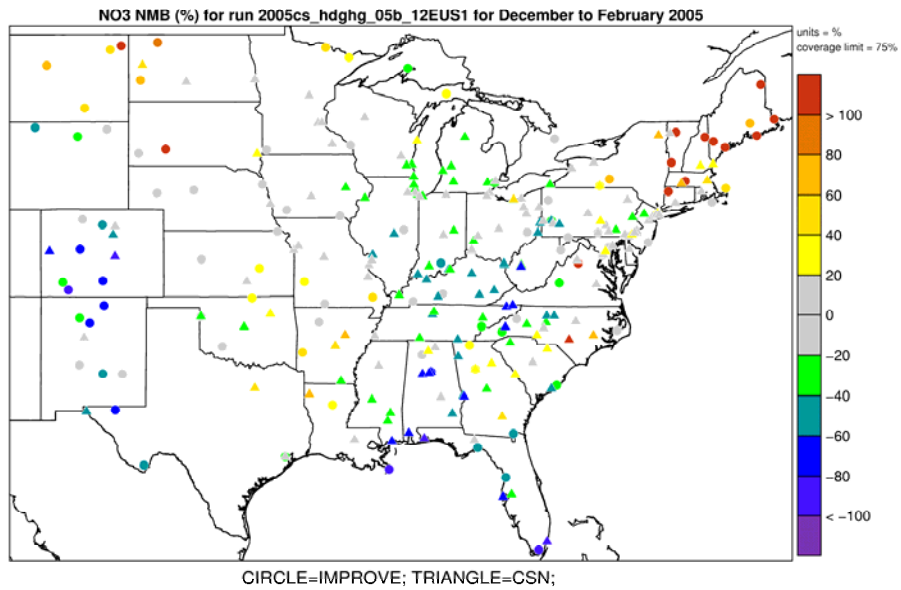 NO3 NMB (%) for run 2005cs_hdghg_05b_12EUS1 for December to February 2005
units = %
coverage limit = 75%
> 100
80
60
40
20
0
−20
−40
−60
−80
< −100
CIRCLE=IMPROVE; TRIANGLE=CSN;